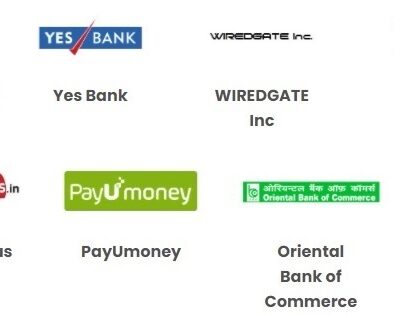 YES BANK
WIREDGATE Inc.
Yes Bank
WIREDGATE
Inc
s.in
PayUmoney
ओरियन्टल बैंक ऑफ़ कॉमर्स
Oriental Bank of Commerce
us
PayUmoney
Oriental
Bank of
Commerce